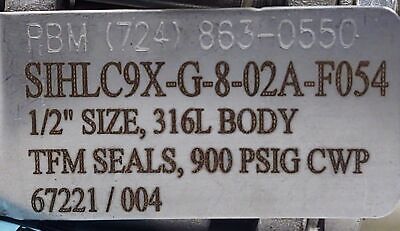 PBM (724) 863-0550
SIHLC9X-G-8-02A-F054
1/2" SIZE, 316L BODY
TFM SEALS, 900 PSIG CWP
67221 / 004